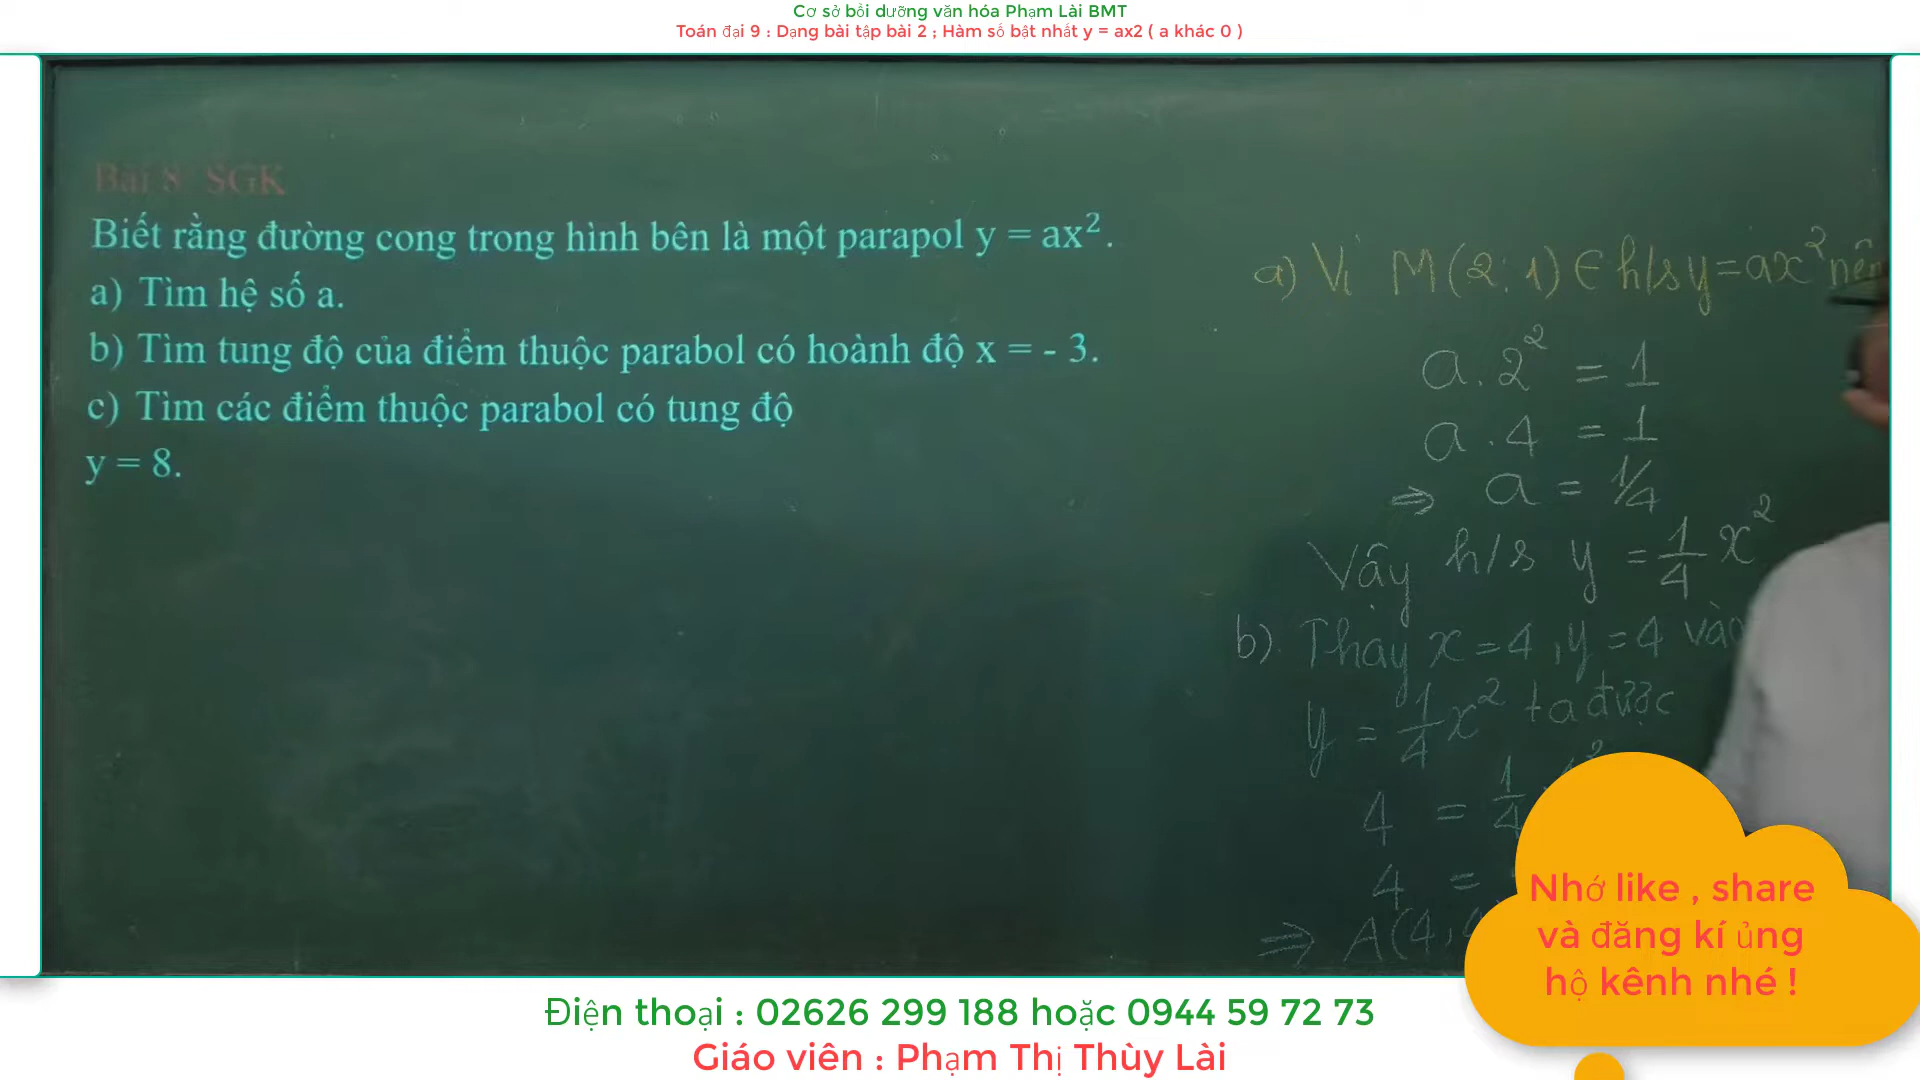 Cơ sở bồi dưỡng văn hóa Phạm Lài BMT
Toán đại 9 : Dạng bài tập bài 2 ; Hàm số bật nhất y = ax2 ( a khác 0 )
Bài 8/ SGK
Biết rằng đường cong trong hình bên là một parapol y = ax².
a) Tìm hệ số a.
b) Tìm tung độ của điểm thuộc parabol có hoành độ x = - 3.
c) Tìm các điểm thuộc parabol có tung độ
y = 8.
a) Vì M(2; 1) ∈ h/s y = ax² nên
a . 2² = 1
a . 4 = 1
⇒ a = 1/4
Vậy h/s y = 1/4 x²
b). Thay x = 4 , y = 4 vào
y = 1/4 x² ta được
4 = 1/4
4 =
⇒ A(4;
Nhớ like , share
và đăng kí ủng
hộ kênh nhé !
Điện thoại : 02626 299 188 hoặc 0944 59 72 73
Giáo viên : Phạm Thị Thùy Lài